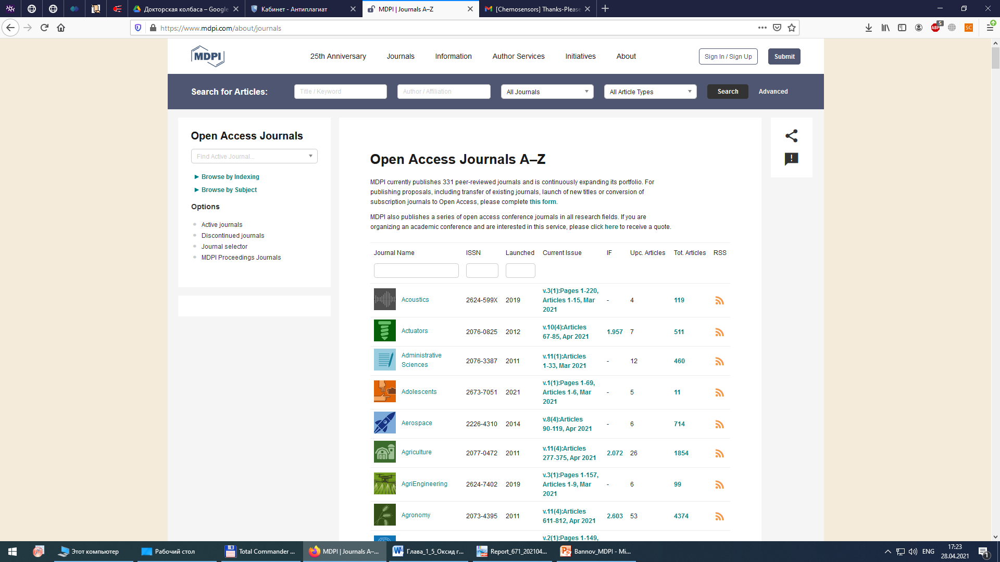 Докторская колбаса – Google
Кабинет - Антиплагиат
MDPI | Journals A–Z
[Chemosensors] Thanks-Please
https://www.mdpi.com/about/journals
ABP
5
SC
MDPI
25th Anniversary
Journals
Information
Author Services
Initiatives
About
Sign In / Sign Up
Submit
Search for Articles:
Title / Keyword
Author / Affiliation
All Journals
All Article Types
Search
Advanced
Open Access Journals
Find Active Journal...
Browse by Indexing
Browse by Subject
Options
Active journals
Discontinued journals
Journal selector
MDPI Proceedings Journals
Open Access Journals A–Z
MDPI currently publishes 331 peer-reviewed journals and is continuously expanding its portfolio. For
publishing proposals, including transfer of existing journals, launch of new titles or conversion of
subscription journals to Open Access, please complete this form.
MDPI also publishes a series of open access conference journals in all research fields. If you are
organizing an academic conference and are interested in this service, please click here to receive a quote.
Journal Name ISSN Launched Current Issue IF Upc. Articles Tot. Articles RSS
Acoustics 2624-599X 2019 v.3(1):Pages 1-220, - 4 119
Articles 1-15, Mar
2021
Actuators 2076-0825 2012 v.10(4):Articles 1.957 7 511
67-85, Apr 2021
Administrative 2076-3387 2011 v.11(1):Articles - 12 460
Sciences 1-33, Mar 2021
Adolescents 2673-7051 2021 v.1(1):Pages 1-69, - 5 11
Articles 1-6, Mar
2021
Aerospace 2226-4310 2014 v.8(4):Articles - 6 714
90-119, Apr 2021
Agriculture 2077-0472 2011 v.11(4):Articles 2.072 26 1854
277-375, Apr 2021
AgriEngineering 2624-7402 2019 v.3(1):Pages 1-157, - 6 99
Articles 1-9, Mar
2021
Agronomy 2073-4395 2011 v.11(4):Articles 2.603 53 4374
611-812, Apr 2021
v.2(1):Pages 1-149,
Этот компьютер
Рабочий стол
Total Commander ...
MDPI | Journals A–...
Глава_1_5_Оксид г...
Report_671_202104...
Bannov_MDPI - Mi...
ENG
17:23
28.04.2021
1